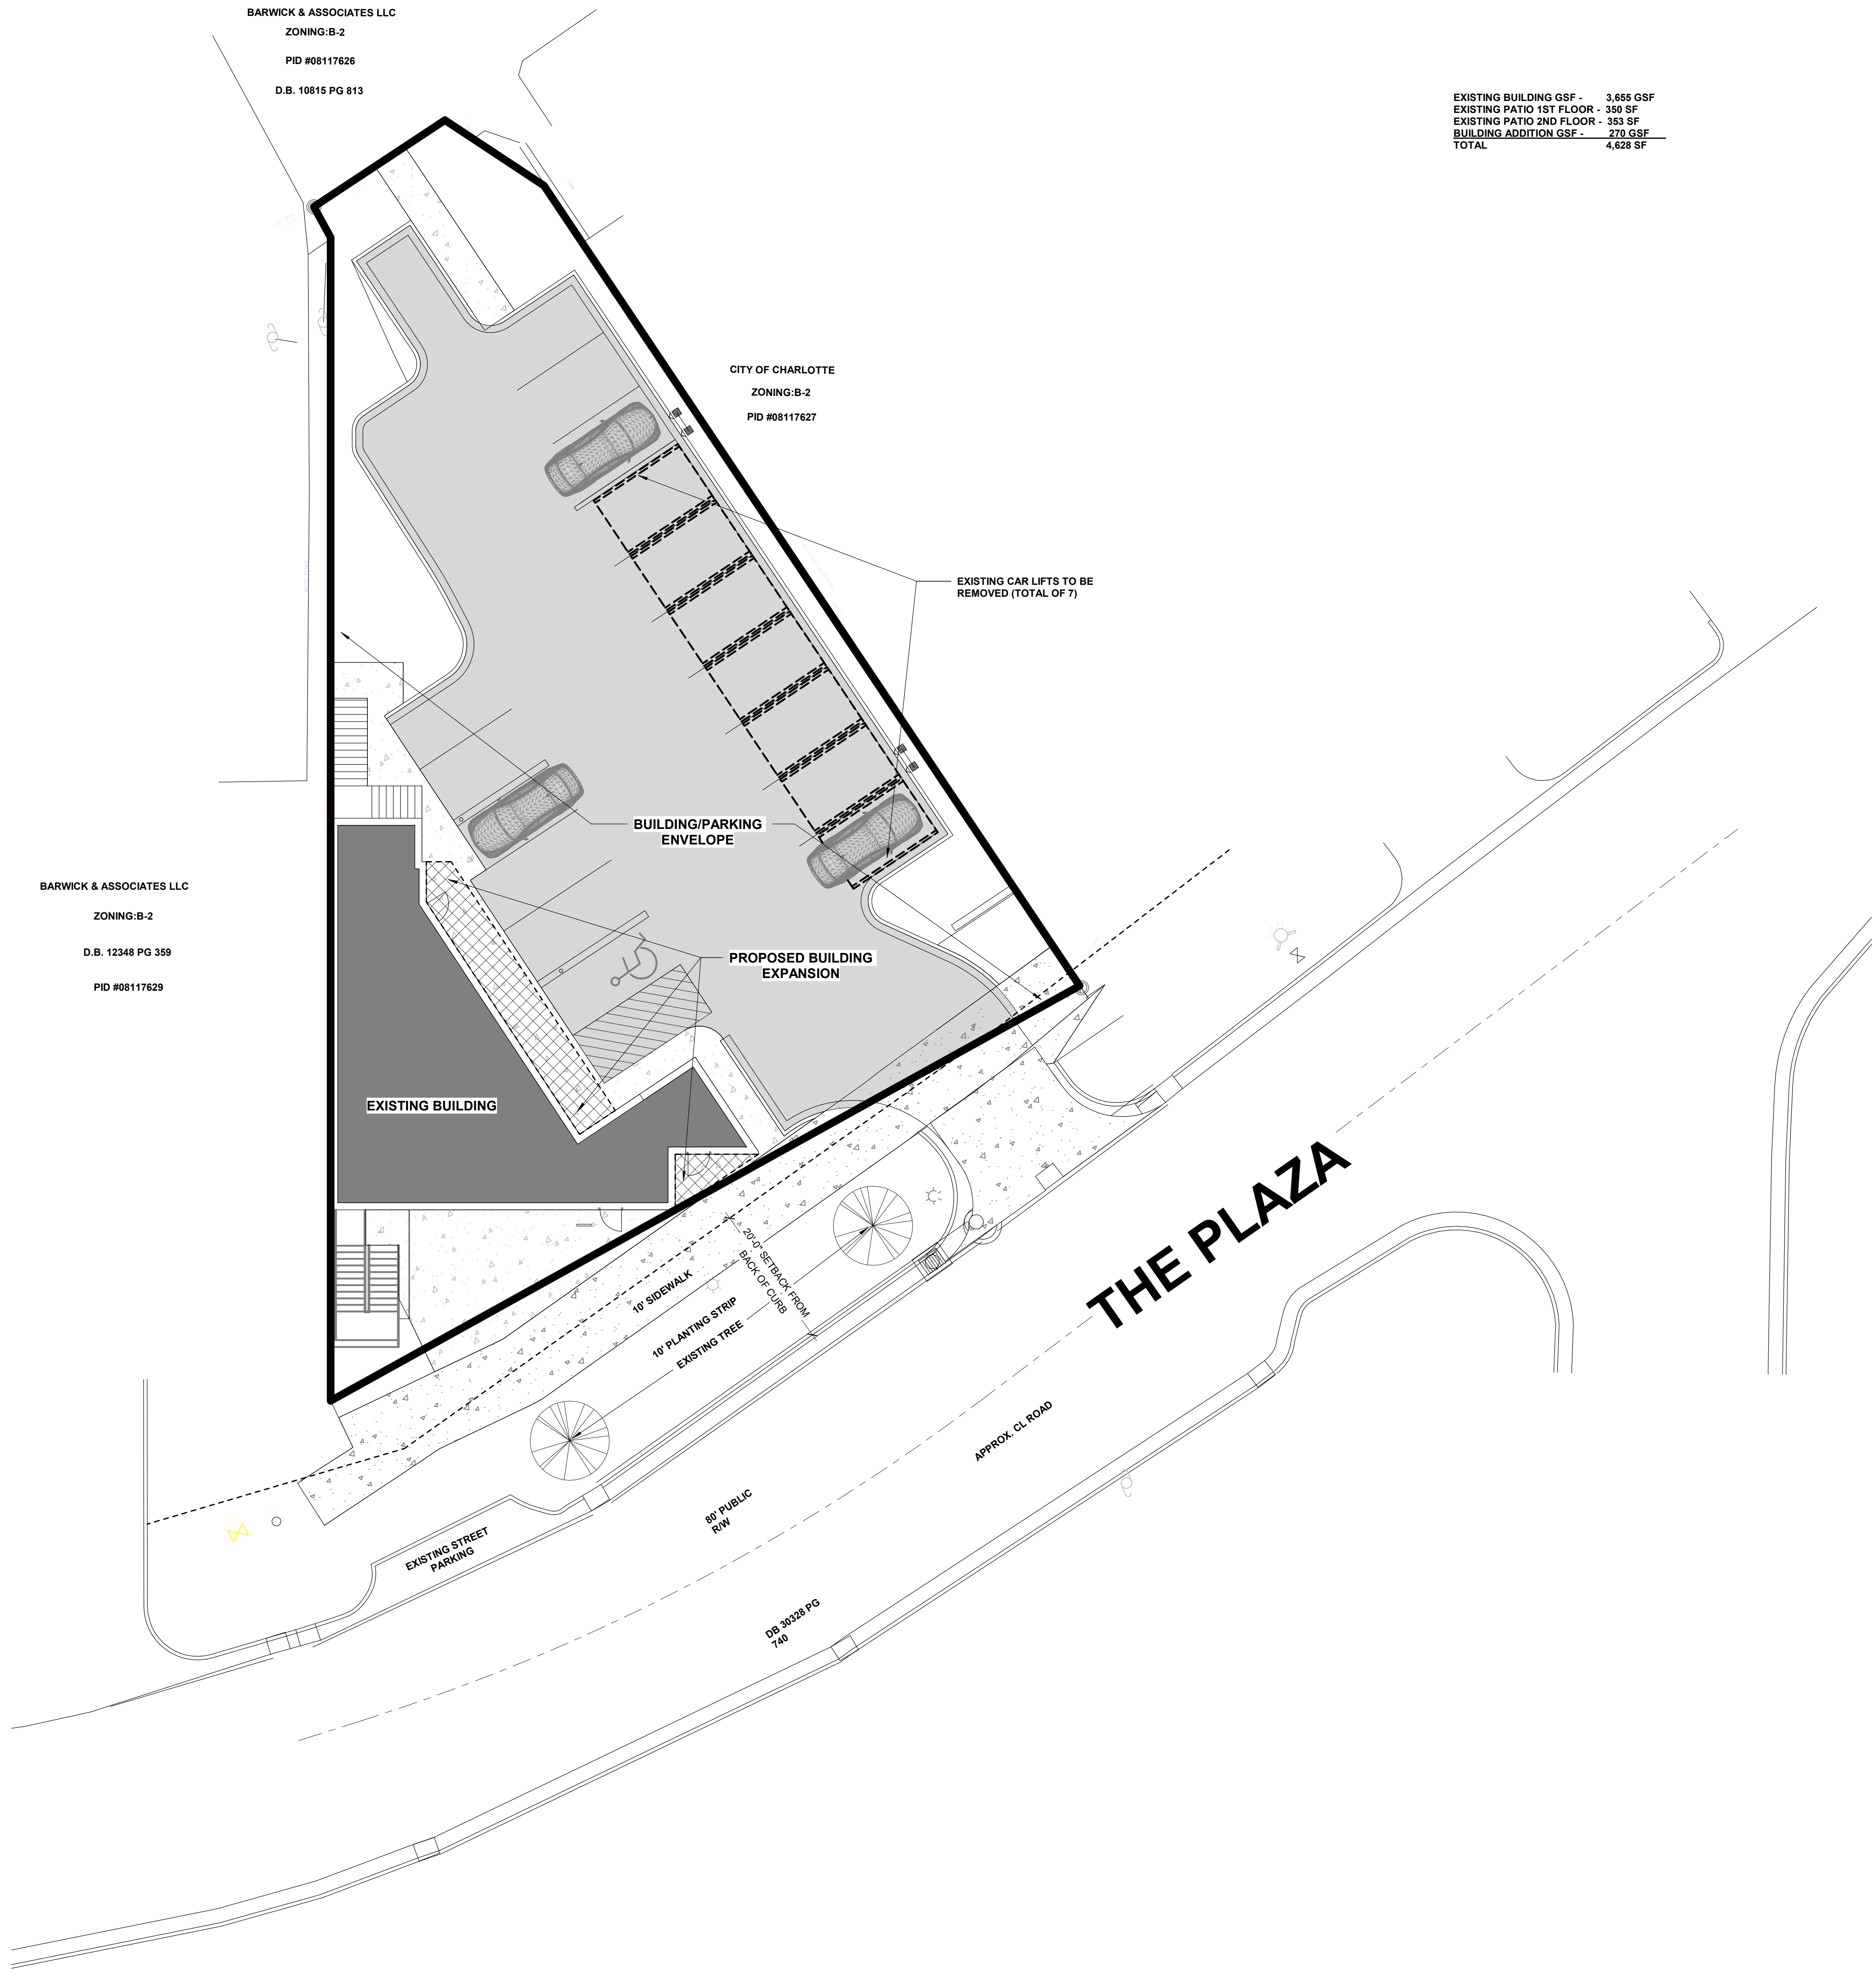 BARWICK & ASSOCIATES LLC
ZONING:B-2
PID #08117626
D.B. 10815 PG 813
EXISTING BUILDING GSF - 3,655 GSF
EXISTING PATIO 1ST FLOOR - 350 SF
EXISTING PATIO 2ND FLOOR - 353 SF
BUILDING ADDITION GSF - 270 GSF
TOTAL 4,628 SF
CITY OF CHARLOTTE
ZONING:B-2
PID #08117627
EXISTING CAR LIFTS TO BE
REMOVED (TOTAL OF 7)
BUILDING/PARKING
ENVELOPE
BARWICK & ASSOCIATES LLC
ZONING:B-2
D.B. 12348 PG 359
PID #08117629
PROPOSED BUILDING
EXPANSION
EXISTING BUILDING
THE PLAZA
20'-0" SETBACK FROM
BACK OF CURB
10' SIDEWALK
10' PLANTING STRIP
EXISTING TREE
APPROX. CL ROAD
80' PUBLIC
R/W
EXISTING STREET
PARKING
DB 30328 PG
740